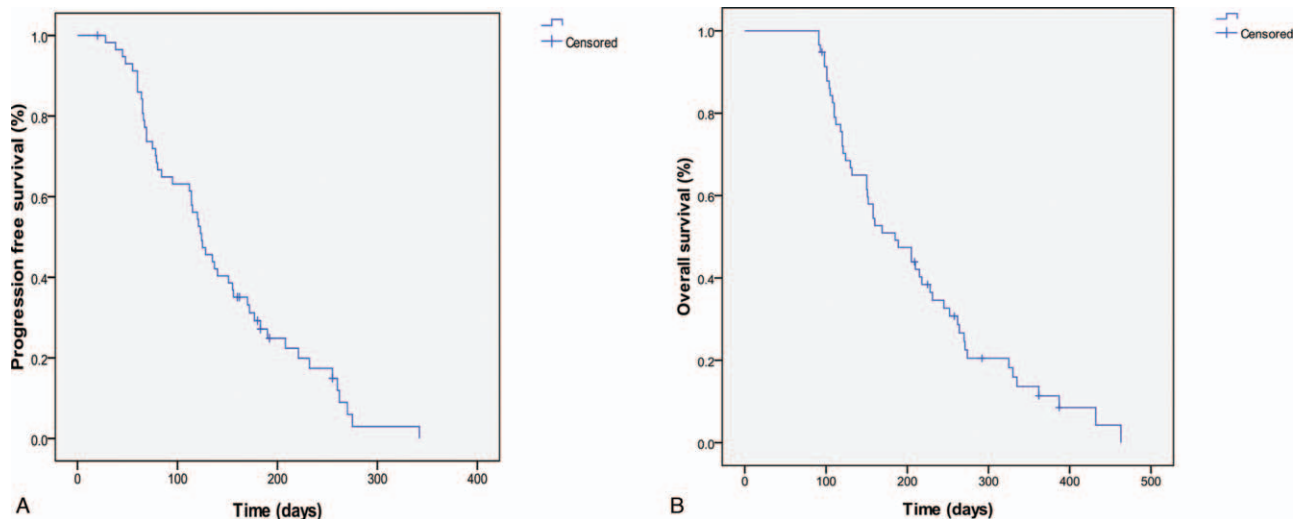 Censored
1.0
0.8
0.6
0.4
0.2
0.0
Progression free survival (%)
0 100 200 300 400
Time (days)
A
Censored
1.0
0.8
0.6
0.4
0.2
0.0
Overall survival (%)
0 100 200 300 400 500
Time (days)
B